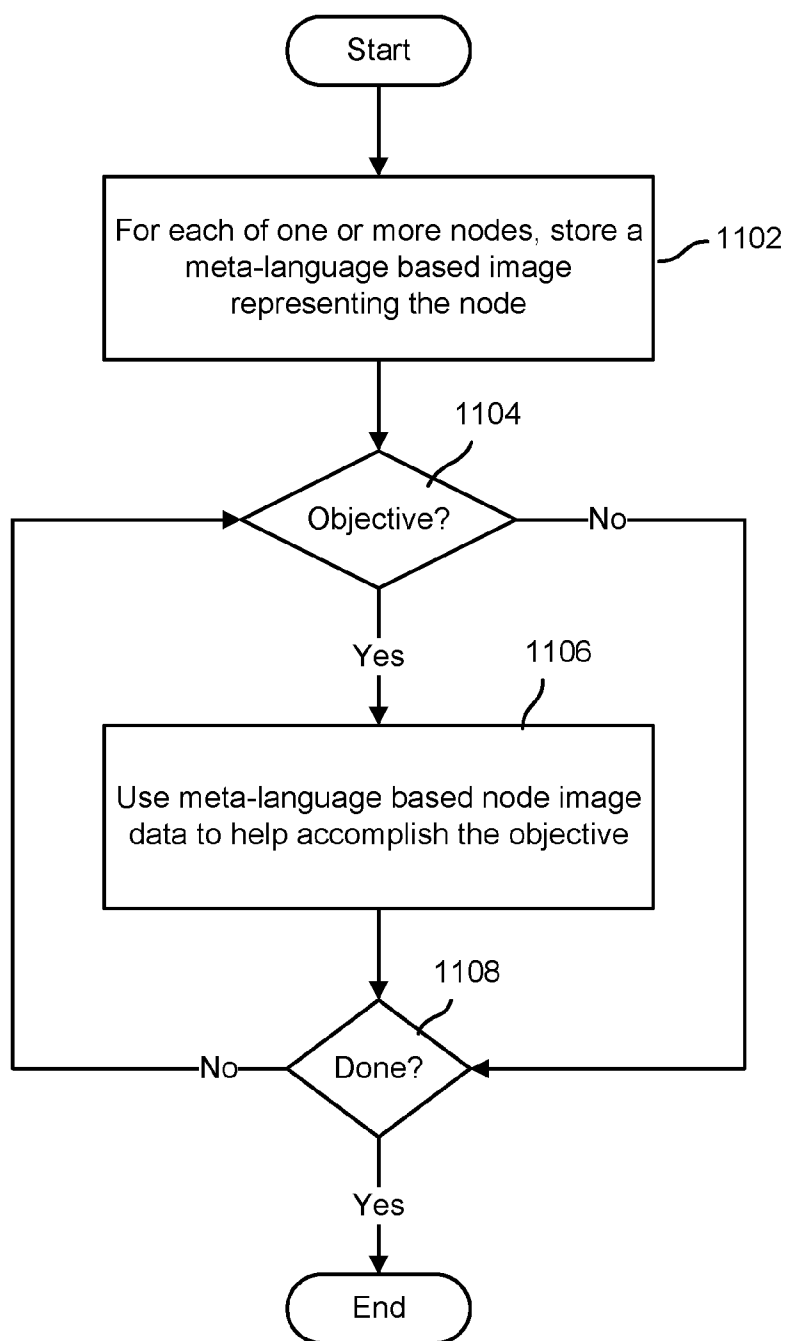 Start
For each of one or more nodes, store a
meta-language based image
representing the node
1102
1104
Objective?
No
Yes
1106
Use meta-language based node image
data to help accomplish the objective
1108
No
Done?
Yes
End